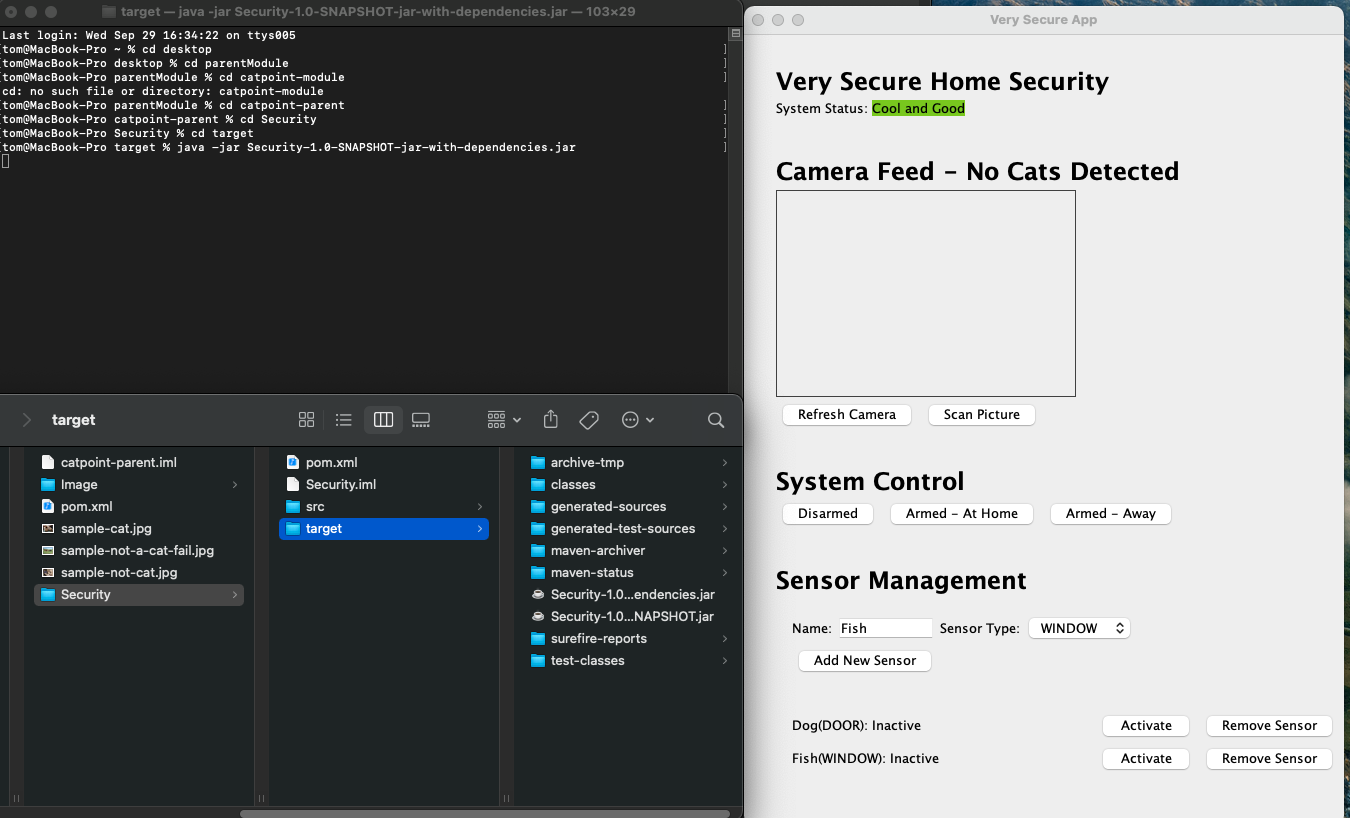 target — java -jar Security-1.0-SNAPSHOT-jar-with-dependencies.jar — 103×29
Last login: Wed Sep 29 16:34:22 on ttys005
[tom@MacBook-Pro ~ % cd desktop ]
[tom@MacBook-Pro desktop % cd parentModule ]
[tom@MacBook-Pro parentModule % cd catpoint-module ]
cd: no such file or directory: catpoint-module
[tom@MacBook-Pro parentModule % cd catpoint-parent ]
[tom@MacBook-Pro catpoint-parent % cd Security ]
[tom@MacBook-Pro Security % cd target ]
[tom@MacBook-Pro target % java -jar Security-1.0-SNAPSHOT-jar-with-dependencies.jar ]
target
catpoint-parent.iml
Image
pom.xml
sample-cat.jpg
sample-not-a-cat-fail.jpg
sample-not-cat.jpg
Security
pom.xml
Security.iml
src
target
archive-tmp
classes
generated-sources
generated-test-sources
maven-archiver
maven-status
Security-1.0...endencies.jar
Security-1.0...NAPSHOT.jar
surefire-reports
test-classes
Very Secure App
Very Secure Home Security
System Status: Cool and Good
Camera Feed - No Cats Detected
Refresh Camera Scan Picture
System Control
Disarmed Armed - At Home Armed - Away
Sensor Management
Name: Fish Sensor Type: WINDOW
Add New Sensor
Dog(DOOR): Inactive Activate Remove Sensor
Fish(WINDOW): Inactive Activate Remove Sensor